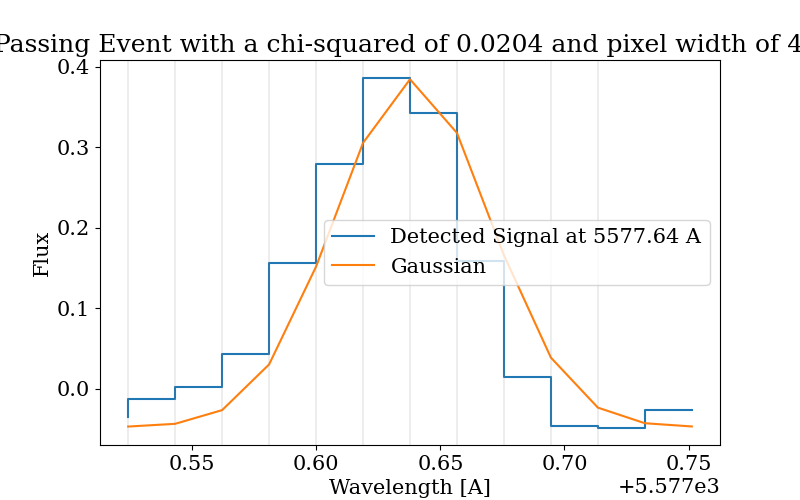 Passing Event with a chi-squared of 0.0204 and pixel width of 4
0.4
0.3
0.2
0.1
0.0
Flux
Detected Signal at 5577.64 A
Gaussian
0.55 0.60 0.65 0.70 0.75
Wavelength [A]
+5.577e3